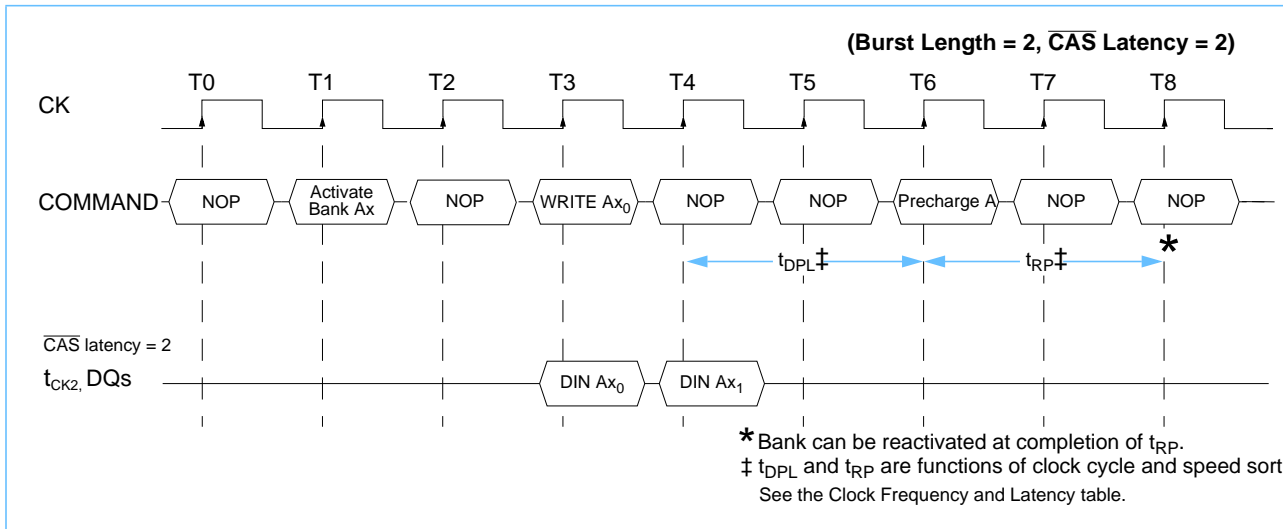 (Burst Length = 2, CAS Latency = 2)
T0 T1 T2 T3 T4 T5 T6 T7 T8
CK
COMMAND NOP Activate Bank Ax NOP WRITE Ax0 NOP NOP Precharge A NOP NOP
*
tDPL‡ tRP‡
CAS latency = 2
tCK2, DQs DIN Ax0 DIN Ax1
* Bank can be reactivated at completion of tRP.
‡ tDPL and tRP are functions of clock cycle and speed sort
See the Clock Frequency and Latency table.